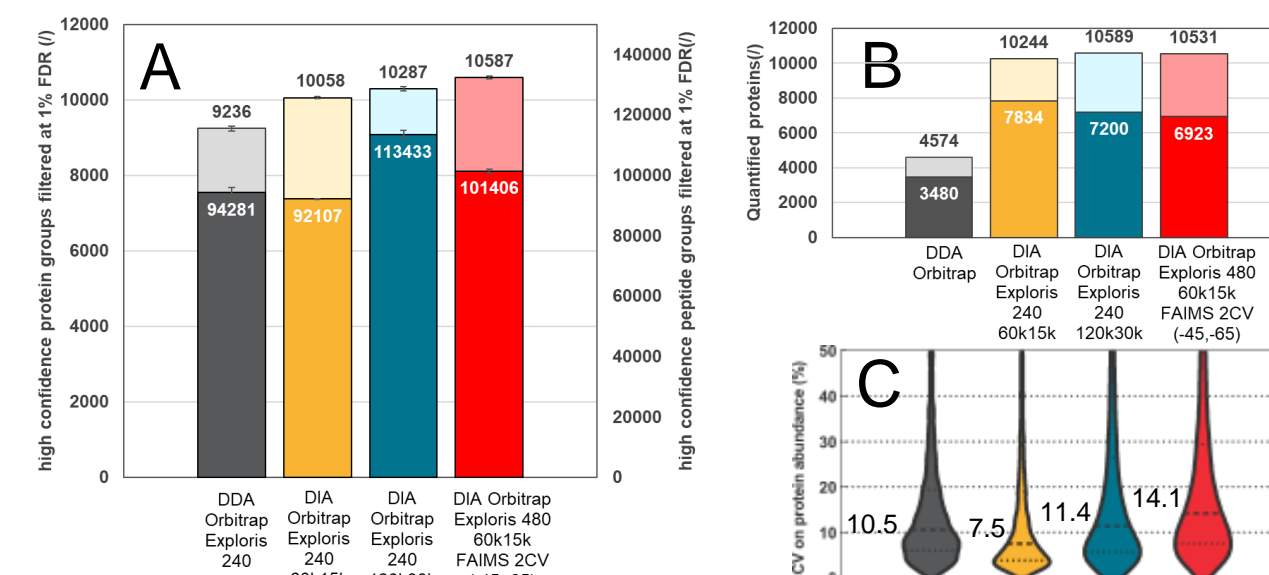 A
high confidence protein groups filtered at 1% FDR (/)
12000
10000
8000
6000
4000
2000
0
9236
10058
10287
10587
94281
92107
113433
101406
140000
120000
100000
80000
60000
40000
20000
0
high confidence peptide groups filtered at 1% FDR(/)
DDA
Orbitrap
Exploris
240
DIA
Orbitrap
Exploris
240
DIA
Orbitrap
Exploris
240
DIA Orbitrap
Exploris 480
60k15k
FAIMS 2CV
B
Quantified proteins(/)
12000
10000
8000
6000
4000
2000
0
4574
10244
10589
10531
3480
7834
7200
6923
DDA
Orbitrap
DIA
Orbitrap
Exploris
240
60k15k
DIA
Orbitrap
Exploris
240
120k30k
DIA Orbitrap
Exploris 480
60k15k
FAIMS 2CV
(-45,-65)
C
CV on protein abundance (%)
50
40
30
20
10
10.5
7.5
11.4
14.1